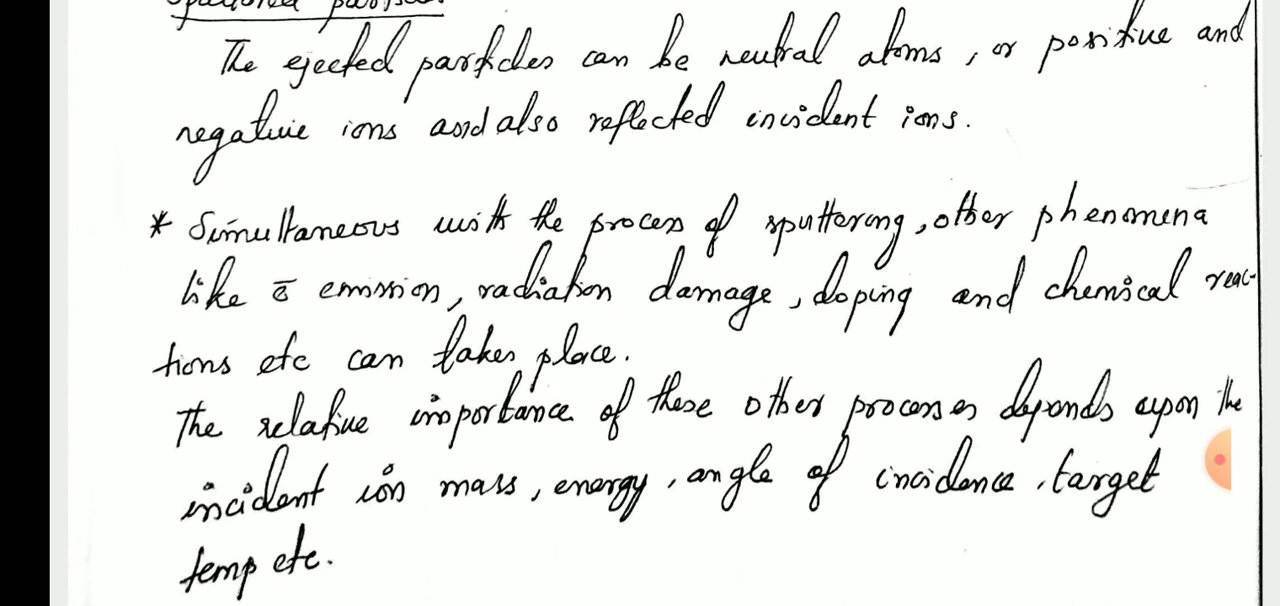 The ejected particles can be neutral atoms, or positive and
negative ions and also reflected incident ions.
* Simultaneous with the process of sputtering, other phenomena
like ē emission, radiation damage, doping and chemical reac-
tions etc can takes place.
The relative importance of these other processes depends upon the
incident ion mass, energy, angle of incidence, target
temp etc.